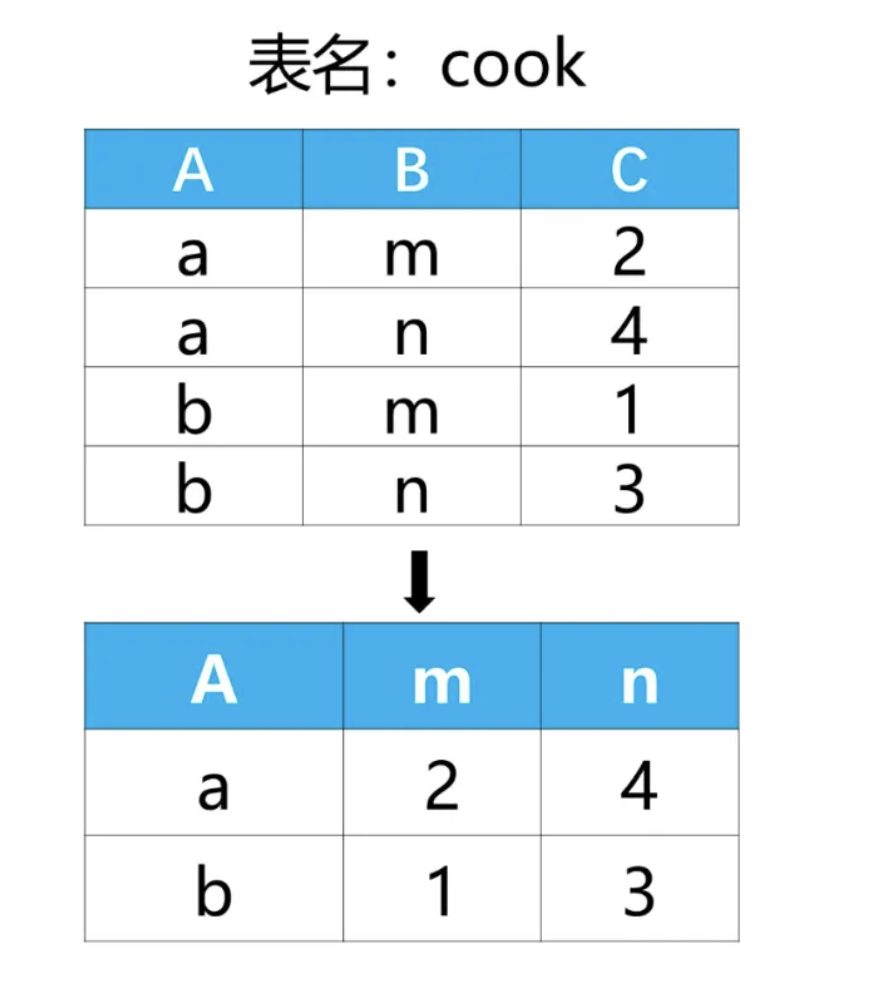 表名：cook
A B C
a m 2
a n 4
b m 1
b n 3
A m n
a 2 4
b 1 3